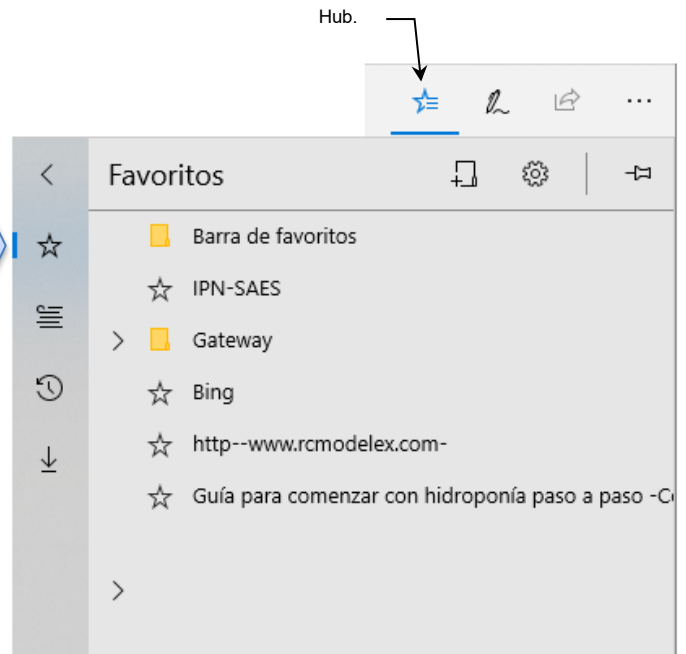 Hub.
Favoritos
Barra de favoritos
IPN-SAES
Gateway
Bing
http--www.rcmodelex.com-
Guía para comenzar con hidroponía paso a paso -C